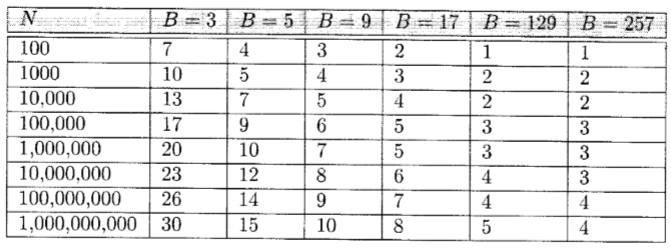 N B = 3 B = 5 B = 9 B = 17 B = 129 B = 257
100 7 4 3 2 1 1
1000 10 5 4 3 2 2
10,000 13 7 5 4 2 2
100,000 17 9 6 5 3 3
1,000,000 20 10 7 5 3 3
10,000,000 23 12 8 6 4 3
100,000,000 26 14 9 7 4 4
1,000,000,000 30 15 10 8 5 4